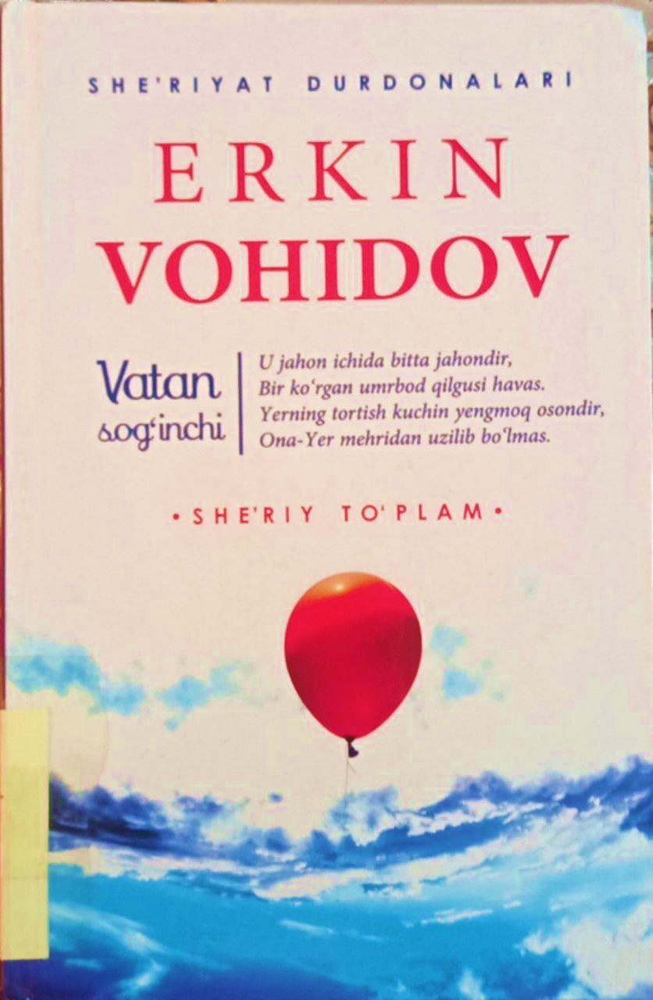 SHE'RIYAT DURDONALARI
ERKIN
VOHIDOV
Vatan
sog‘inchi
U jahon ichida bitta jahondir,
Bir ko‘rgan umrbod qilgusi havas.
Yerning tortish kuchin yengmoq osondir,
Ona-Yer mehridan uzilib bo‘lmas.
•SHE'RIY TO‘PLAM•